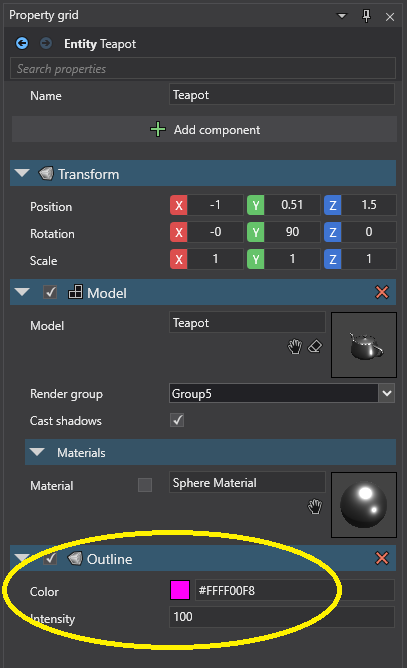 Property grid
Entity Teapot
Search properties
Name Teapot
Add component
Transform
Position X -1 Y 0.51 Z 1.5
Rotation X -0 Y 90 Z 0
Scale X 1 Y 1 Z 1
Model
Model Teapot
Render group Group5
Cast shadows
Materials
Material Sphere Material
Outline
Color #FFFF00F8
Intensity 100